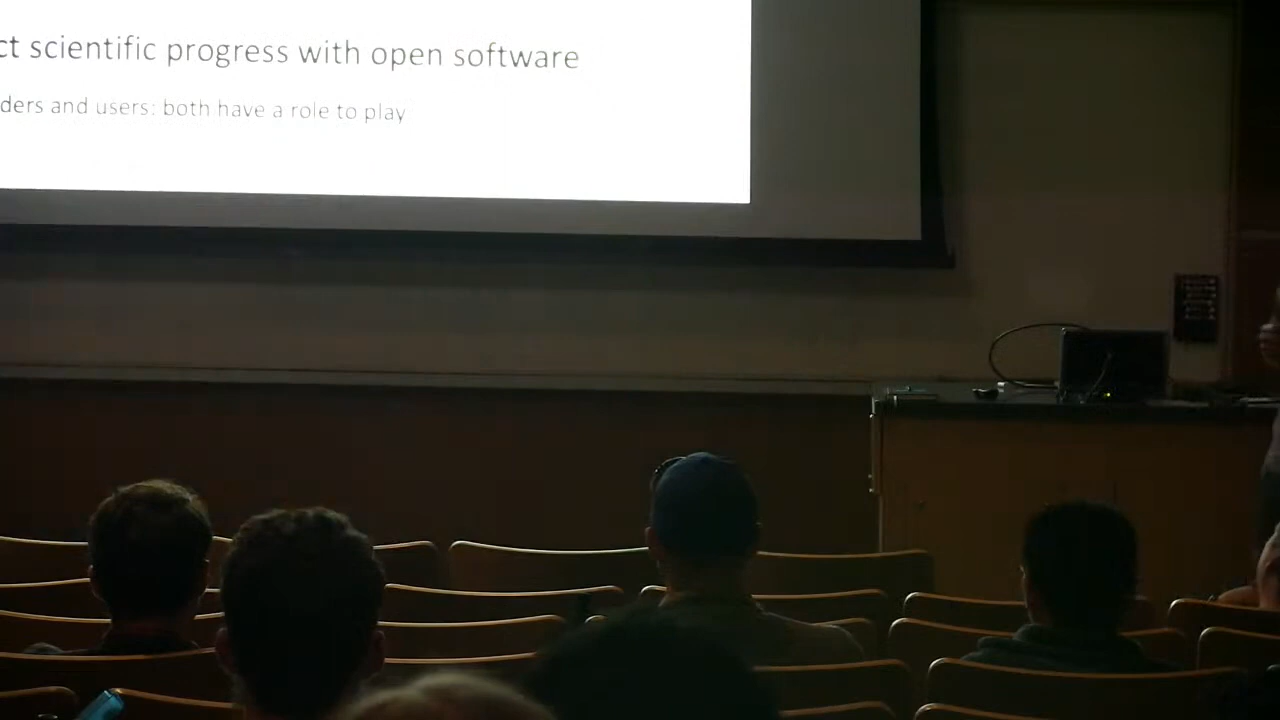 ct scientific progress with open software
ders and users: both have a role to play